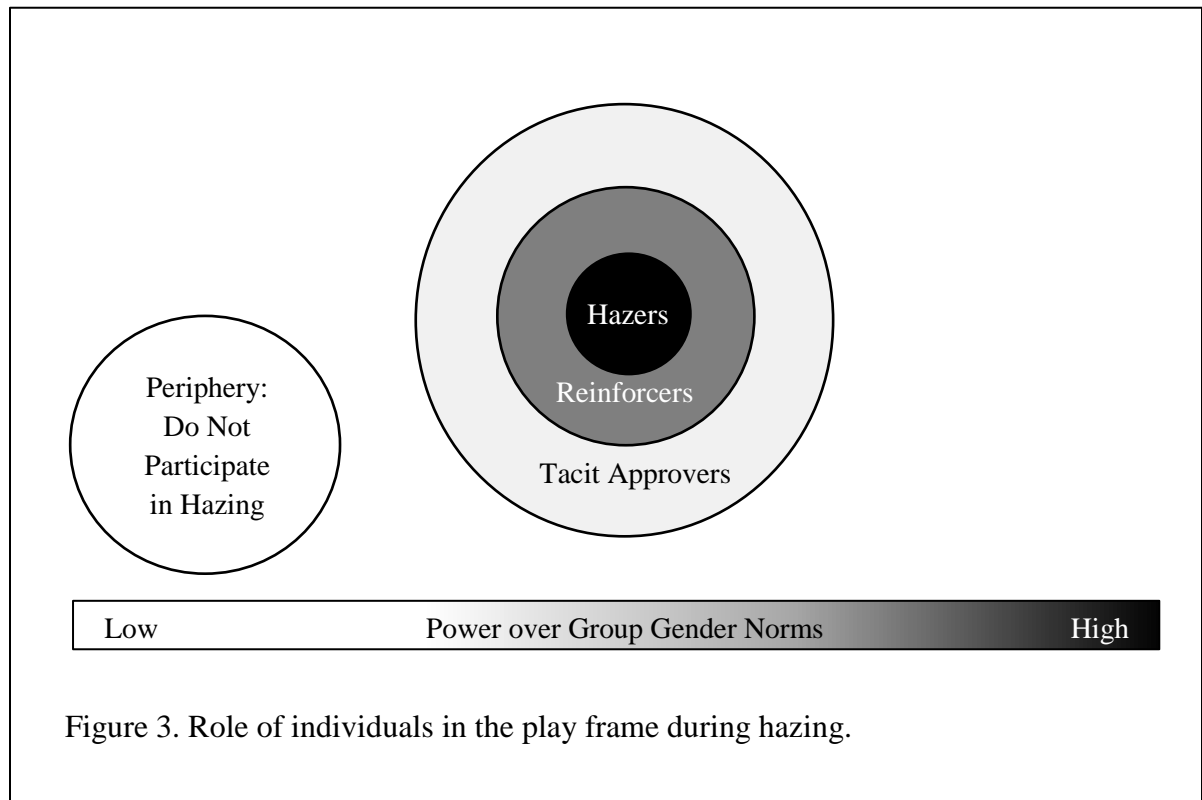 Hazers
Reinforcers
Tacit Approvers
Periphery:
Do Not
Participate
in Hazing
Low Power over Group Gender Norms High
Figure 3. Role of individuals in the play frame during hazing.